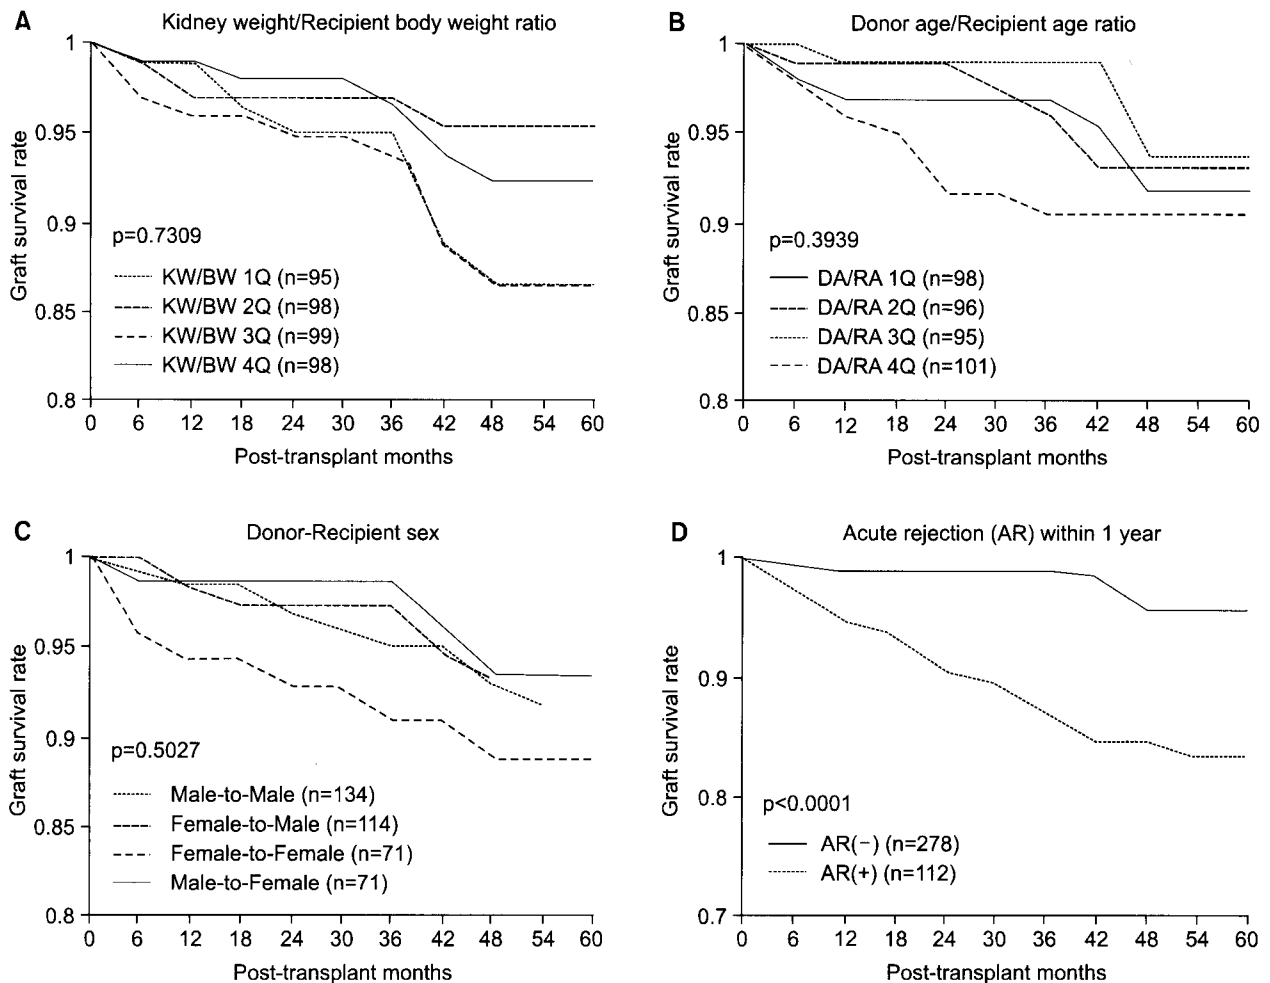 A
Kidney weight/Recipient body weight ratio
1
0.95
0.9
0.85
0.8
Graft survival rate
p=0.7309
KW/BW 1Q (n=95)
KW/BW 2Q (n=98)
KW/BW 3Q (n=99)
KW/BW 4Q (n=98)
0 6 12 18 24 30 36 42 48 54 60
Post-transplant months
B
Donor age/Recipient age ratio
1
0.95
0.9
0.85
0.8
Graft survival rate
p=0.3939
DA/RA 1Q (n=98)
DA/RA 2Q (n=96)
DA/RA 3Q (n=95)
DA/RA 4Q (n=101)
0 6 12 18 24 30 36 42 48 54 60
Post-transplant months
C
Donor-Recipient sex
1
0.95
0.9
0.85
0.8
Graft survival rate
p=0.5027
Male-to-Male (n=134)
Female-to-Male (n=114)
Female-to-Female (n=71)
Male-to-Female (n=71)
0 6 12 18 24 30 36 42 48 54 60
Post-transplant months
D
Acute rejection (AR) within 1 year
1
0.9
0.8
0.7
Graft survival rate
p<0.0001
AR(−) (n=278)
AR(+) (n=112)
0 6 12 18 24 30 36 42 48 54 60
Post-transplant months